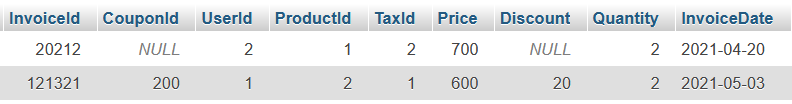 InvoiceId CouponId UserId ProductId TaxId Price Discount Quantity InvoiceDate
20212 NULL 2 1 2 700 NULL 2 2021-04-20
121321 200 1 2 1 600 20 2 2021-05-03